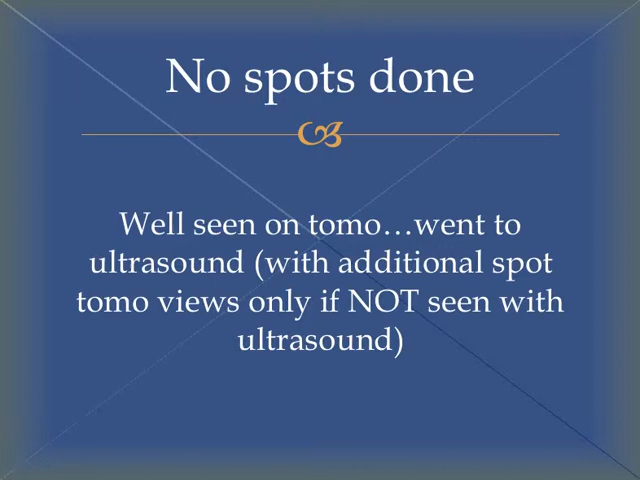 No spots done
Well seen on tomo…went to
ultrasound (with additional spot
tomo views only if NOT seen with
ultrasound)